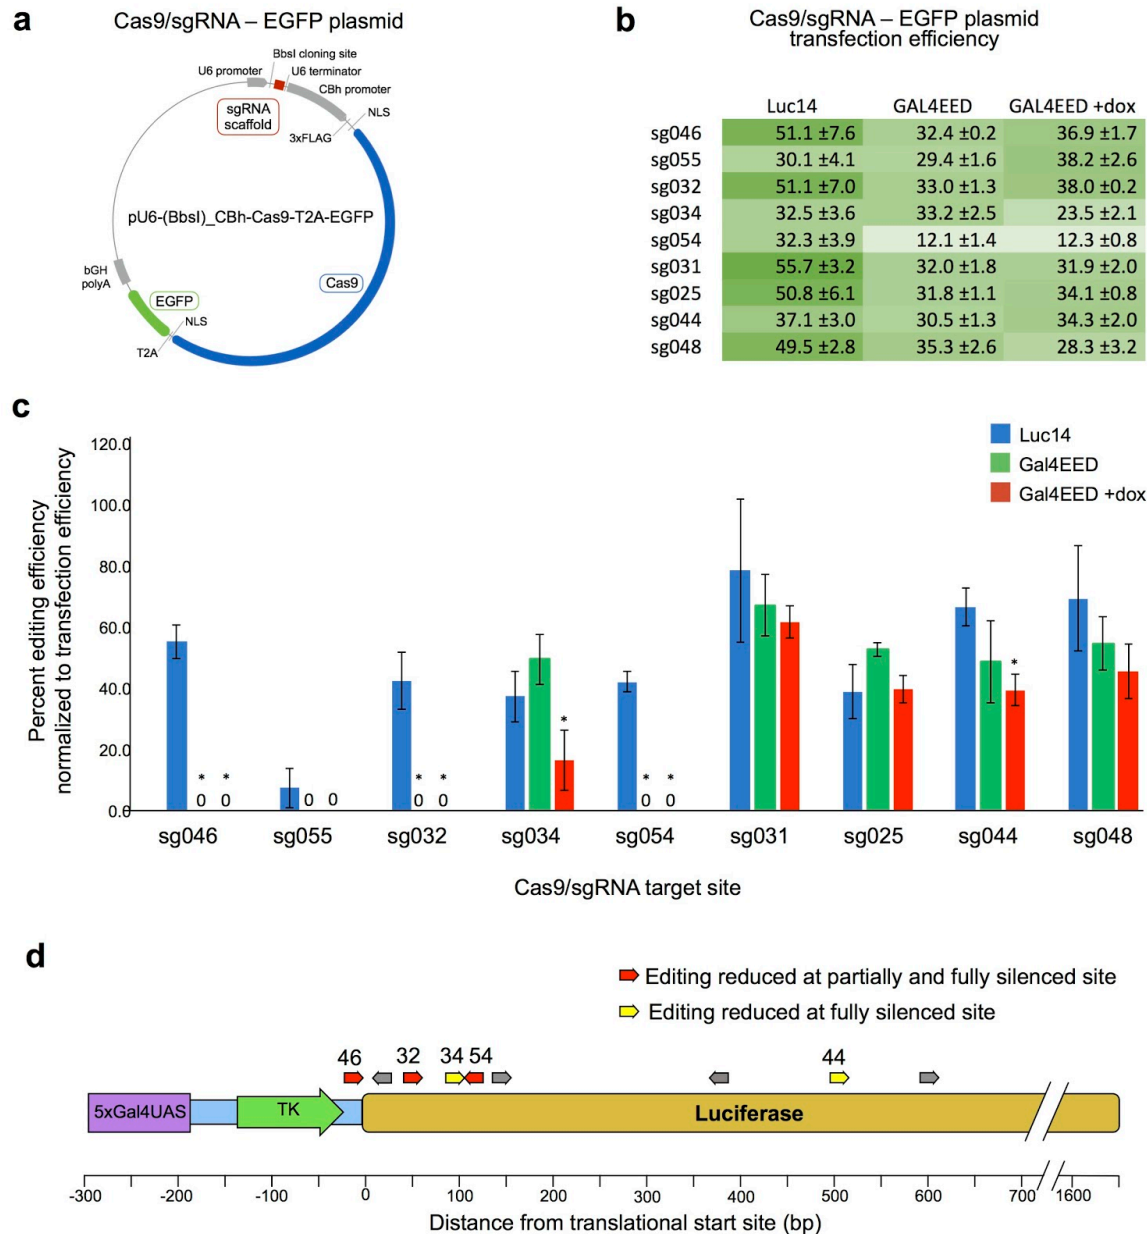 a
Cas9/sgRNA – EGFP plasmid
BbsI cloning site
U6 promoter
U6 terminator
CBh promoter
sgRNA
scaffold
NLS
3xFLAG
pU6-(BbsI)_CBh-Cas9-T2A-EGFP
bGH
polyA
Cas9
EGFP
NLS
T2A
b
Cas9/sgRNA – EGFP plasmid
transfection efficiency
Luc14 GAL4EED GAL4EED +dox
sg046 51.1 ±7.6 32.4 ±0.2 36.9 ±1.7
sg055 30.1 ±4.1 29.4 ±1.6 38.2 ±2.6
sg032 51.1 ±7.0 33.0 ±1.3 38.0 ±0.2
sg034 32.5 ±3.6 33.2 ±2.5 23.5 ±2.1
sg054 32.3 ±3.9 12.1 ±1.4 12.3 ±0.8
sg031 55.7 ±3.2 32.0 ±1.8 31.9 ±2.0
sg025 50.8 ±6.1 31.8 ±1.1 34.1 ±0.8
sg044 37.1 ±3.0 30.5 ±1.3 34.3 ±2.0
sg048 49.5 ±2.8 35.3 ±2.6 28.3 ±3.2
c
Percent editing efficiency
normalized to transfection efficiency
120.0
100.0
80.0
60.0
40.0
20.0
0.0
Luc14
Gal4EED
Gal4EED +dox
* * * * * * * *
0 0 0 0 0 0 0 0
sg046 sg055 sg032 sg034 sg054 sg031 sg025 sg044 sg048
Cas9/sgRNA target site
d
Editing reduced at partially and fully silenced site
Editing reduced at fully silenced site
46 32 34 54 44
5xGal4UAS TK Luciferase
-300 -200 -100 0 100 200 300 400 500 600 700 1600
Distance from translational start site (bp)